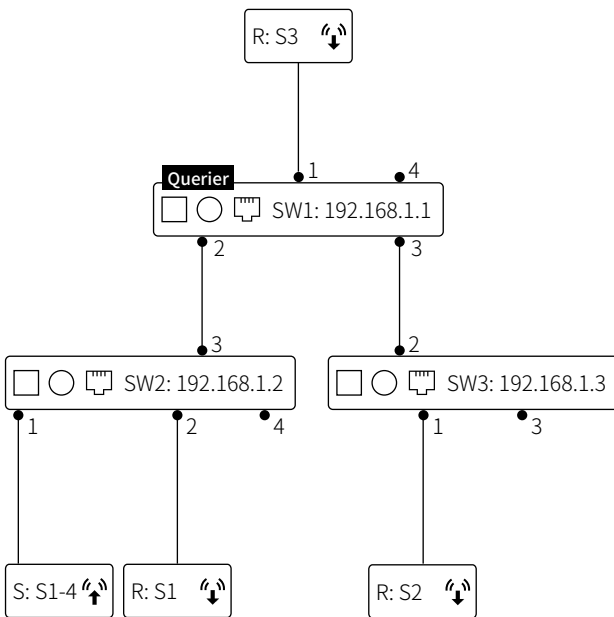 R: S3
1
4
Querier
SW1: 192.168.1.1
2
3
3
2
SW2: 192.168.1.2
SW3: 192.168.1.3
1
2
4
1
3
S: S1-4
R: S1
R: S2